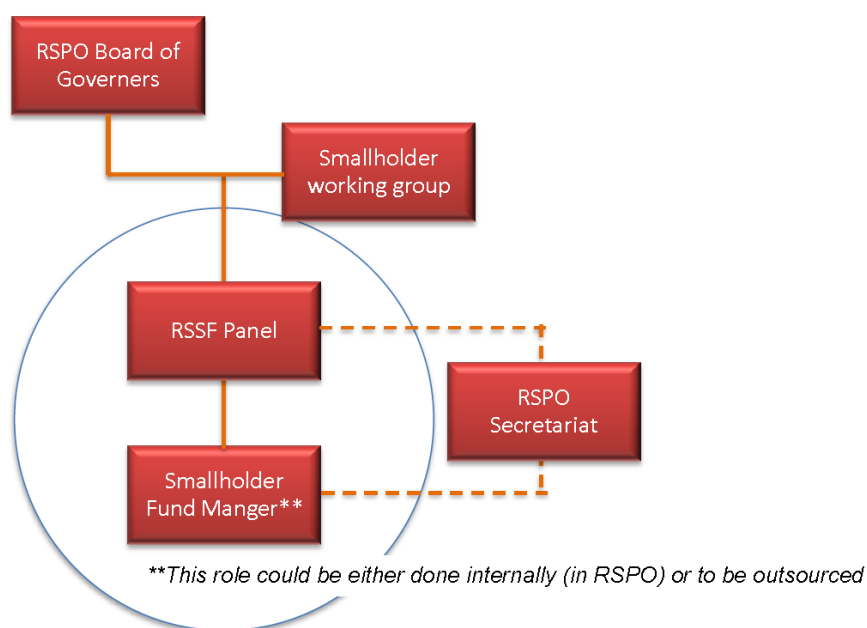 RSPO Board of
Governers
Smallholder
working group
RSSF Panel
RSPO
Secretariat
Smallholder
Fund Manger**
**This role could be either done internally (in RSPO) or to be outsourced